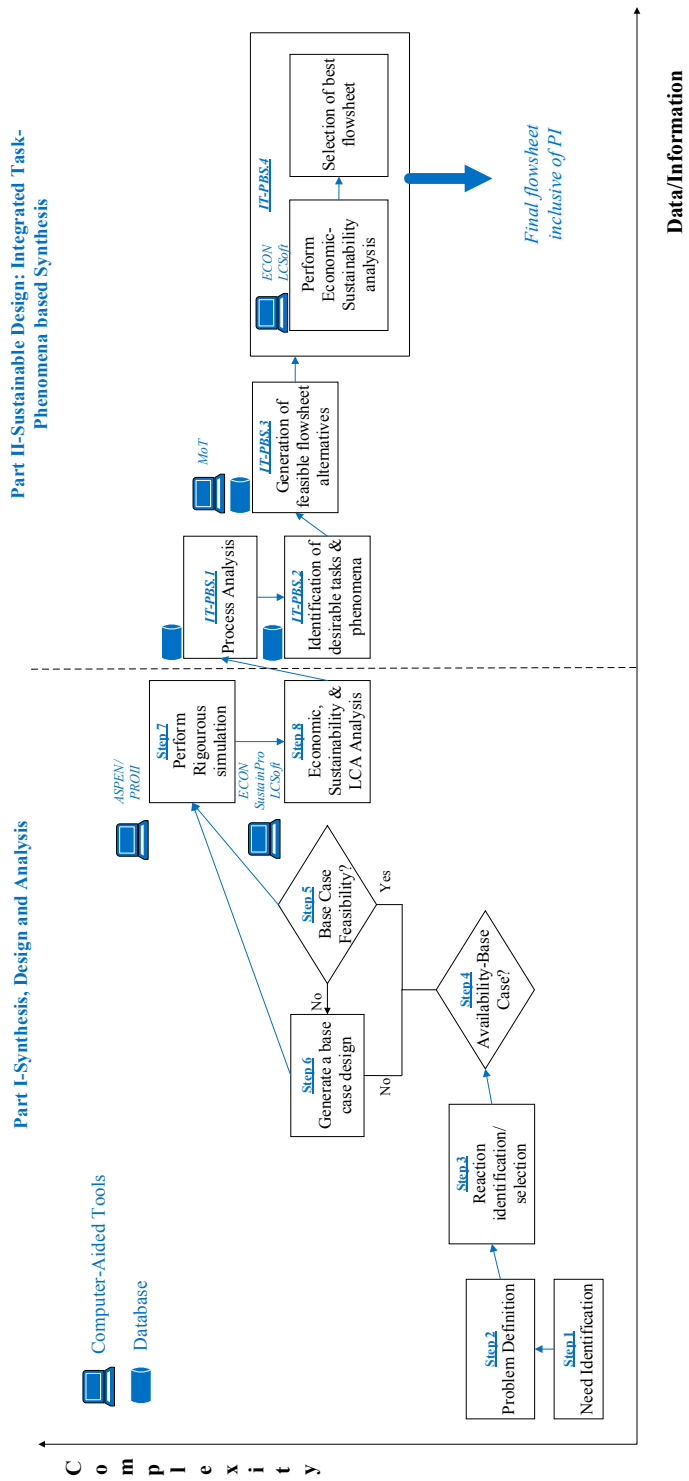 Part I-Synthesis, Design and Analysis
Part II-Sustainable Design: Integrated Task-
Phenomena based Synthesis
Computer-Aided Tools
Database
C
o
m
p
l
e
x
i
t
y
Step 1
Need Identification
Step 2
Problem Definition
Step 3
Reaction
identification/
selection
Step 4
Availability-Base
Case?
No
Yes
Step 5
Base Case
Feasibility?
No
Step 6
Generate a base
case design
ASPEN/
PROII
Step 7
Perform
Rigourous
simulation
ECON
SustainPro
LCSoft
Step 8
Economic,
Sustainability &
LCA Analysis
IT-PBS.1
Process Analysis
IT-PBS.2
Identification of
desirable tasks &
phenomena
MoT
IT-PBS.3
Generation of
feasible flowsheet
alternatives
IT-PBS.4
ECON
LCSoft
Perform
Economic-
Sustainability
analysis
Selection of best
flowsheet
Final flowsheet
inclusive of PI
Data/Information